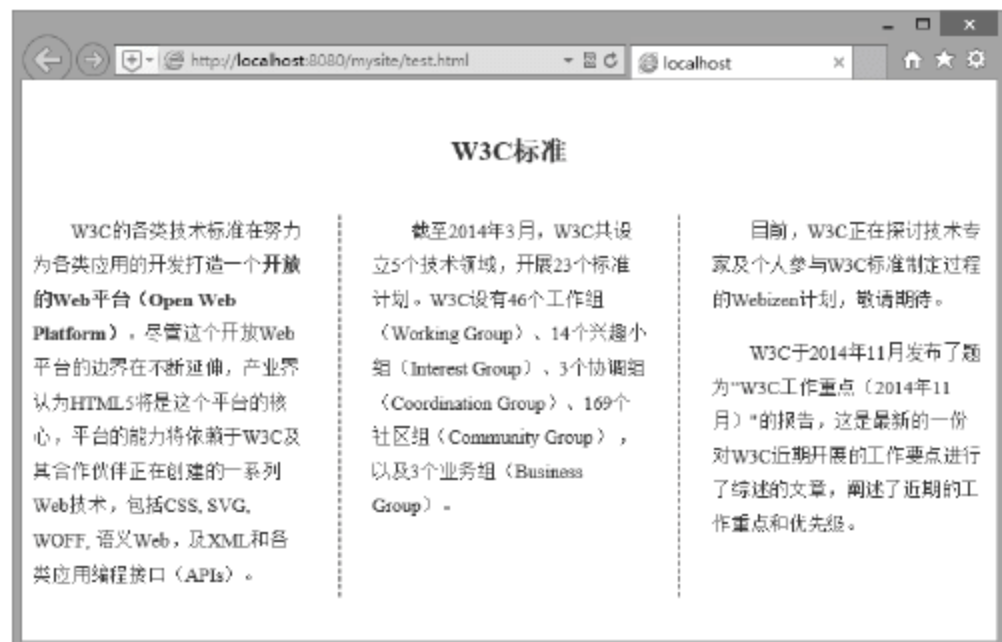 http://localhost:8080/mysite/test.html
localhost
W3C标准
W3C的各类技术标准在努力
为各类应用的开发打造一个开放
的Web平台（Open Web
Platform）。尽管这个开放Web
平台的边界在不断延伸，产业界
认为HTML5将是这个平台的核
心，平台的能力将依赖于W3C及
其合作伙伴正在创建的一系列
Web技术，包括CSS, SVG,
WOFF, 语义Web，及XML和各
类应用编程接口（APIs）。
截至2014年3月，W3C共设
立5个技术领域，开展23个标准
计划。W3C设有46个工作组
（Working Group）、14个兴趣小
组（Interest Group）、3个协调组
（Coordination Group）、169个
社区组（Community Group），
以及3个业务组（Business
Group）。
目前，W3C正在探讨技术专
家及个人参与W3C标准制定过程
的Webizen计划，敬请期待。
W3C于2014年11月发布了题
为"W3C工作重点（2014年11
月）"的报告，这是最新的一份
对W3C近期开展的工作要点进行
了综述的文章，阐述了近期的工
作重点和优先级。